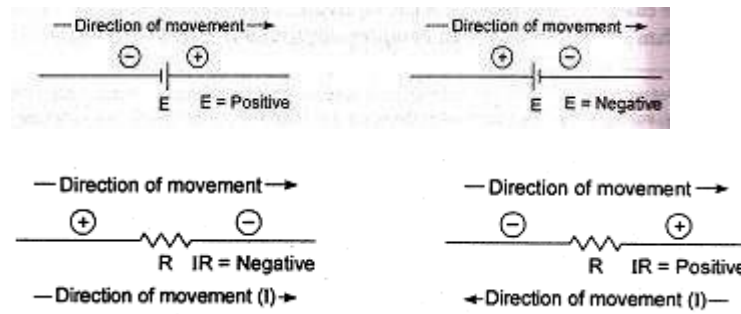 Direction of movement
− +
E
E = Positive
Direction of movement
+ −
E
E = Negative
Direction of movement
+ −
R IR = Negative
Direction of movement (I)
Direction of movement
− +
R IR = Positive
Direction of movement (I)